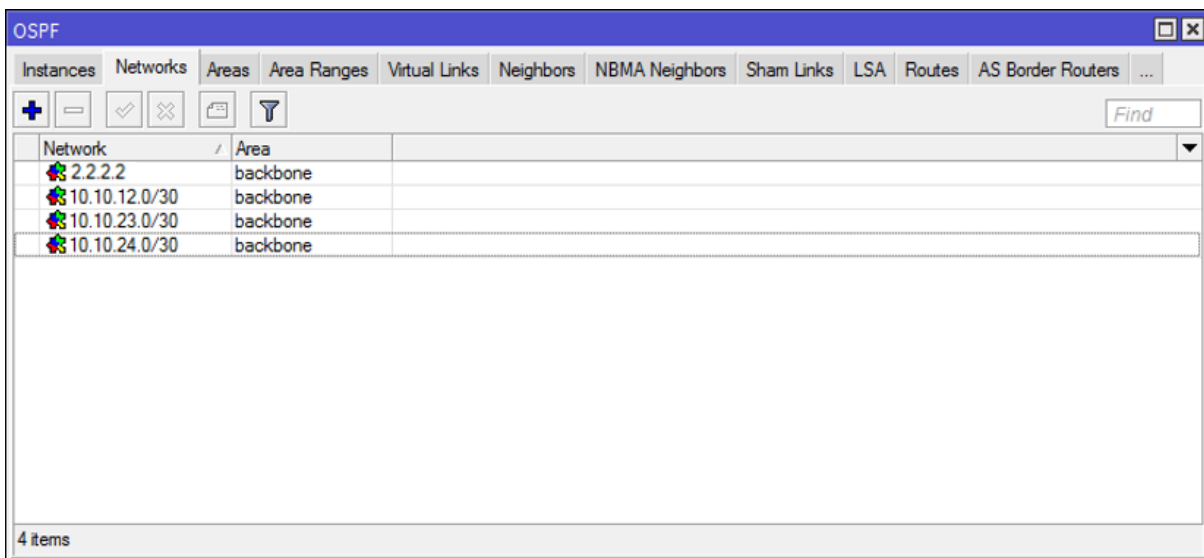 OSPF
Instances Networks Areas Area Ranges Virtual Links Neighbors NBMA Neighbors Sham Links LSA Routes AS Border Routers ...
Find
Network Area
2.2.2.2 backbone
10.10.12.0/30 backbone
10.10.23.0/30 backbone
10.10.24.0/30 backbone
4 items